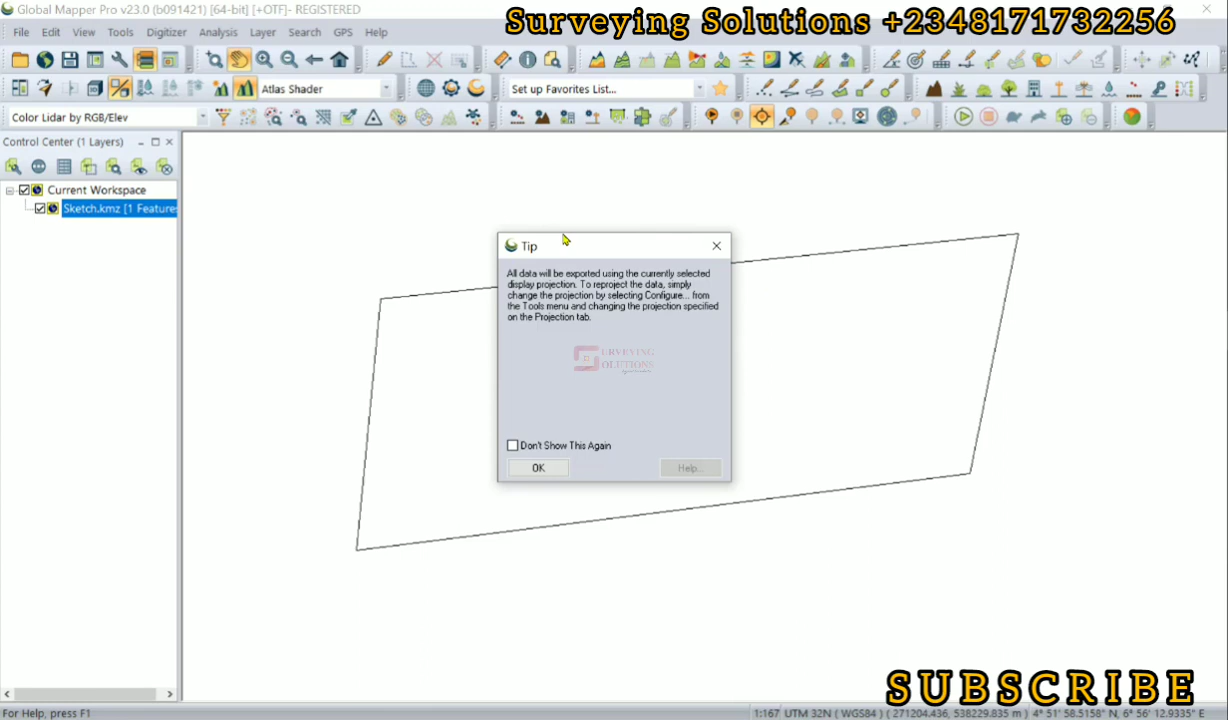 Global Mapper Pro v23.0 (b091421) [64-bit] [+OTF]- REGISTERED
Surveying Solutions +2348171732256
File Edit View Tools Digitizer Analysis Layer Search GPS Help
Atlas Shader
Set up Favorites List...
Color Lidar by RGB/Elev
Control Center (1 Layers)
Current Workspace
Sketch.kmz [1 Features
Tip
All data will be exported using the currently selected
display projection. To reproject the data, simply
change the projection by selecting Configure... from
the Tools menu and changing the projection specified
on the Projection tab.
URVEYING
OLUTIONS
Don't Show This Again
OK
Help...
SUBSCRIBE
For Help, press F1
1:167 UTM 32N ( WGS84 ) ( 271204.436, 538229.835 m ) 4° 51' 58.5158" N, 6° 56' 12.9335" E